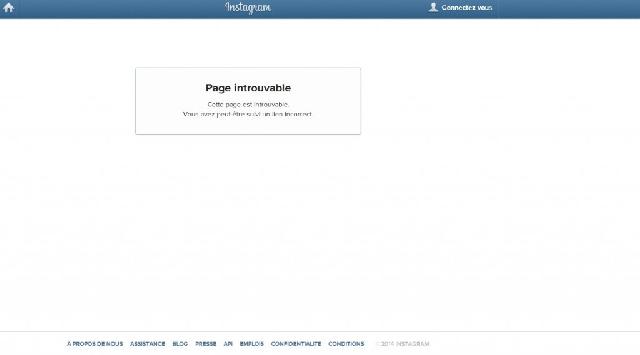 Instagram
Connectez vous
Page introuvable
Cette page est introuvable.
Vous avez peut être suivi un lien incorrect.
À PROPOS DE NOUS ASSISTANCE BLOG PRESSE API EMPLOIS CONFIDENTIALITÉ CONDITIONS © 2014 INSTAGRAM